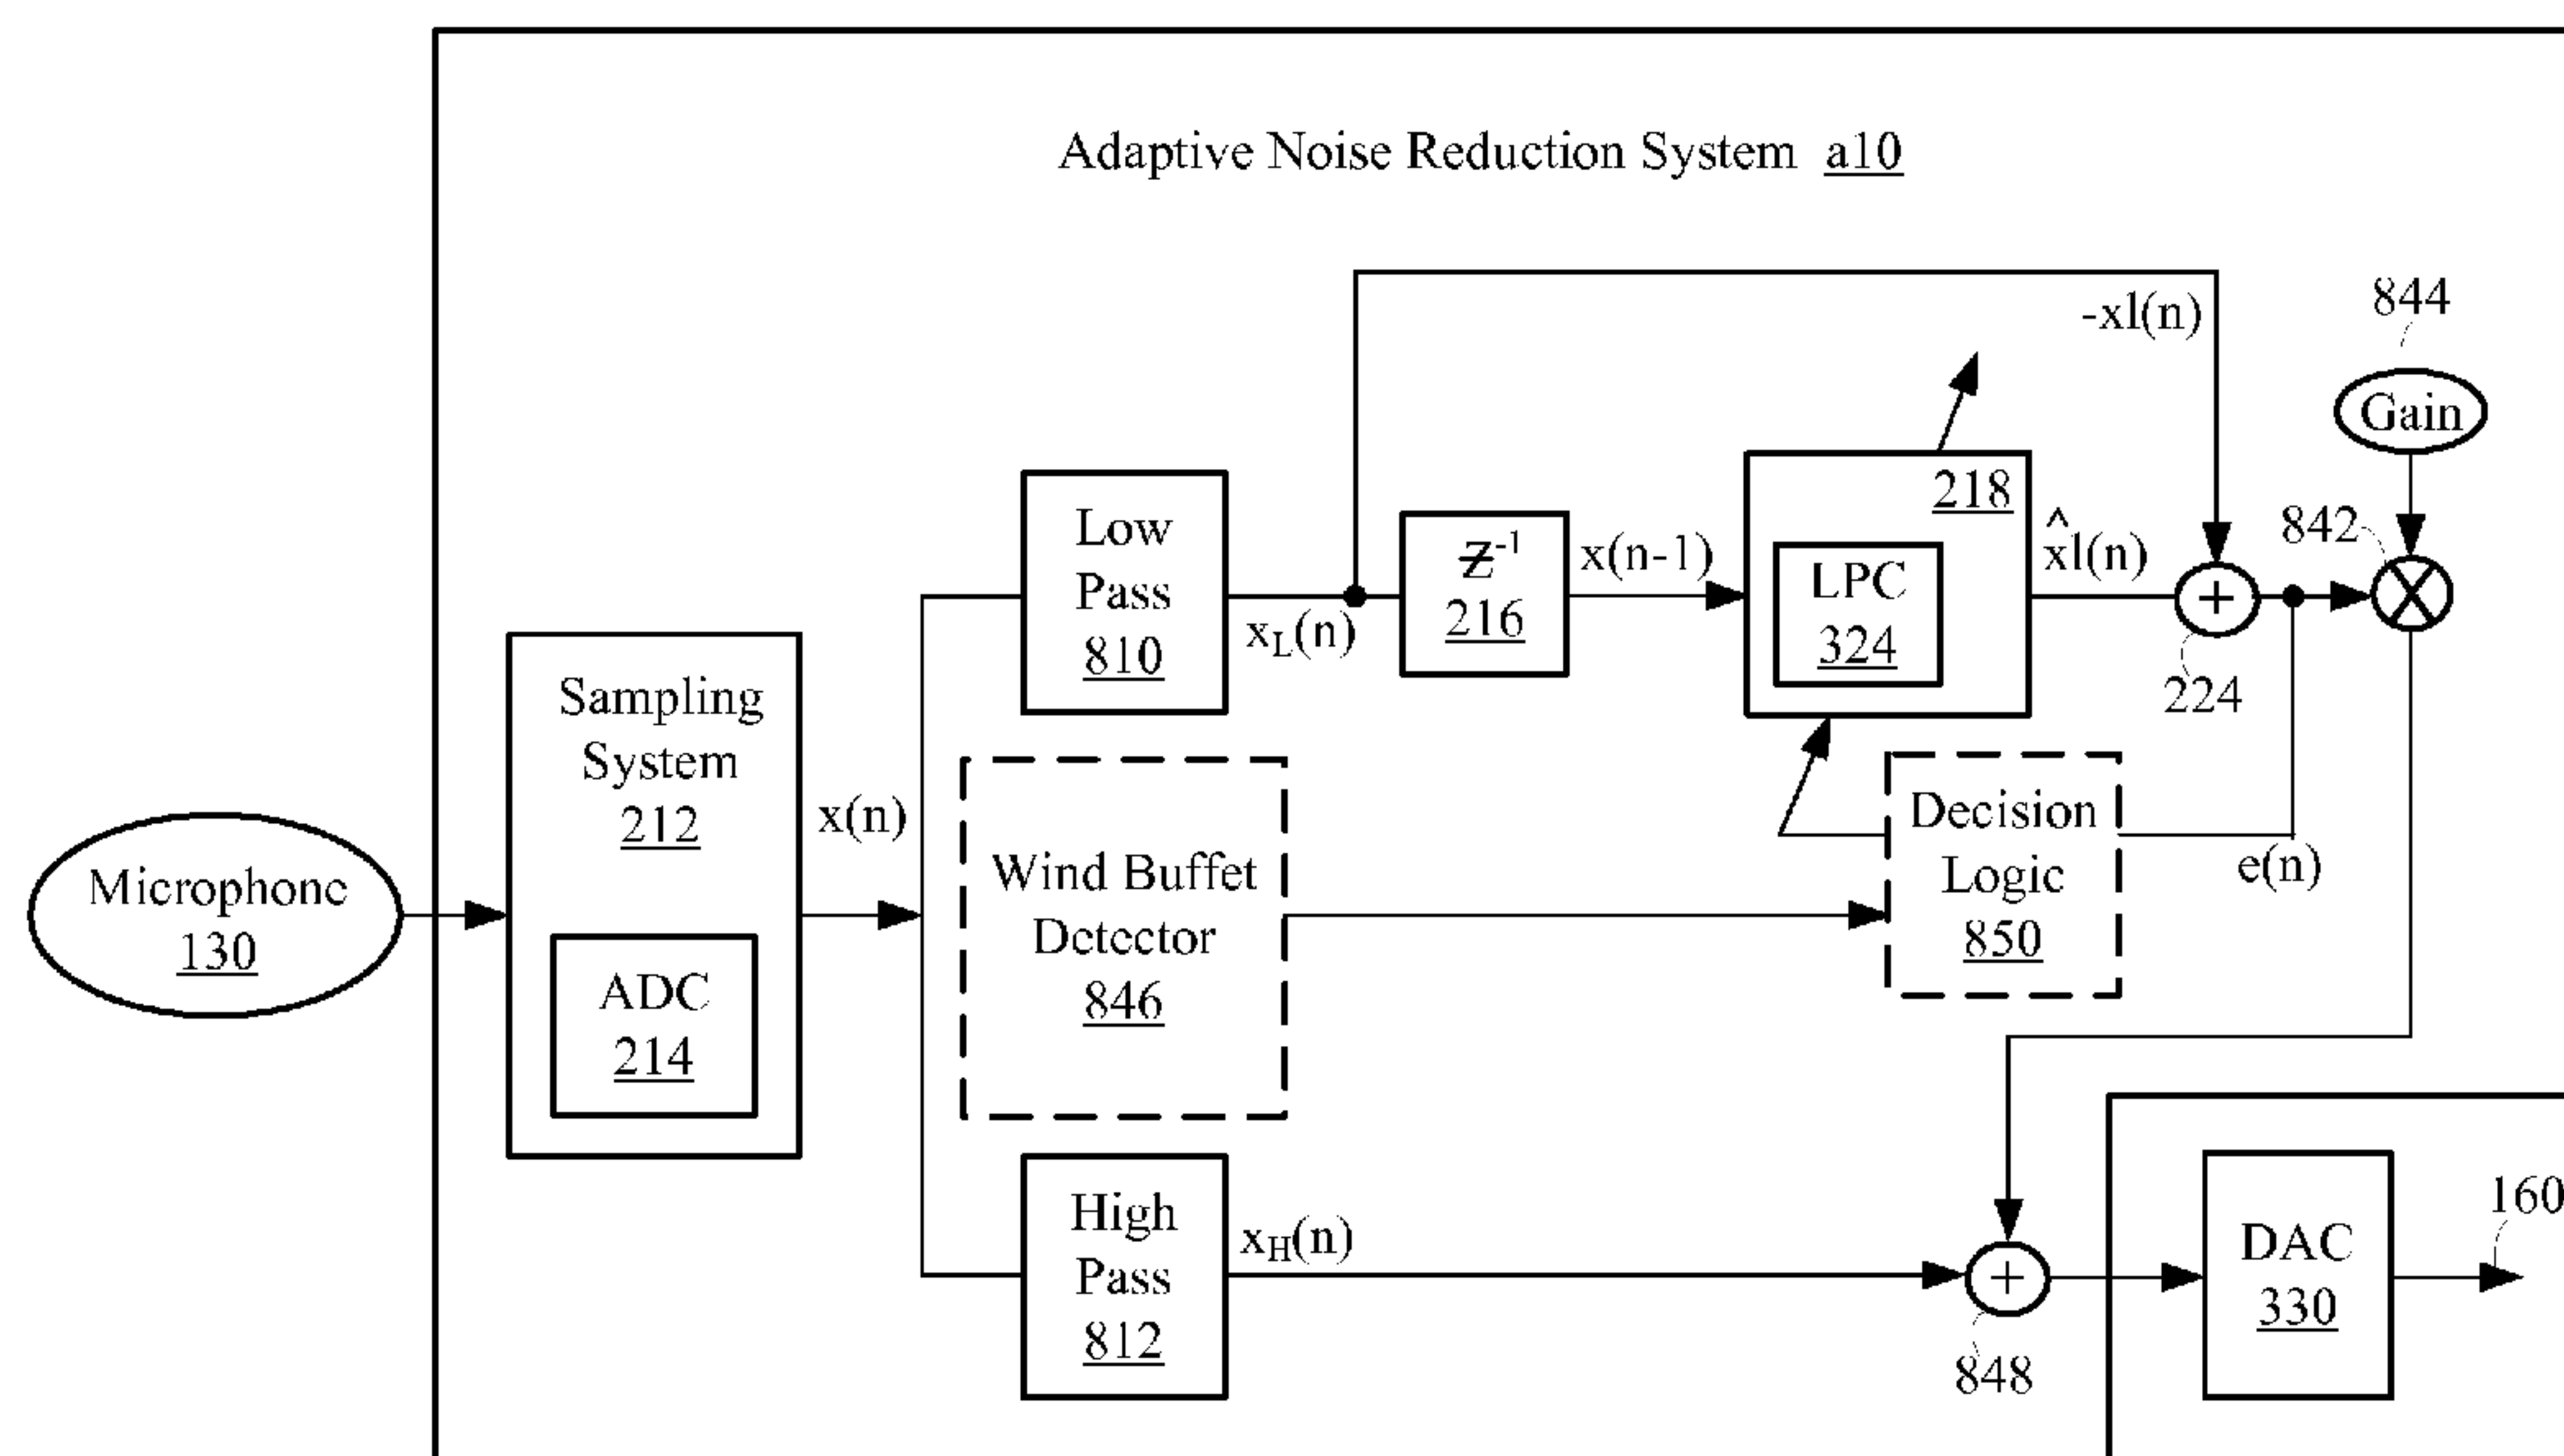 Adaptive Noise Reduction System a10
-xl(n)
844
Gain
Low
Pass
810
xL(n)
Z-1
216
x(n-1)
218
LPC
324
x̂l(n)
842
224
Sampling
System
212
ADC
214
x(n)
Microphone
130
Wind Buffet
Detector
846
Decision
Logic
850
e(n)
High
Pass
812
xH(n)
848
DAC
330
160